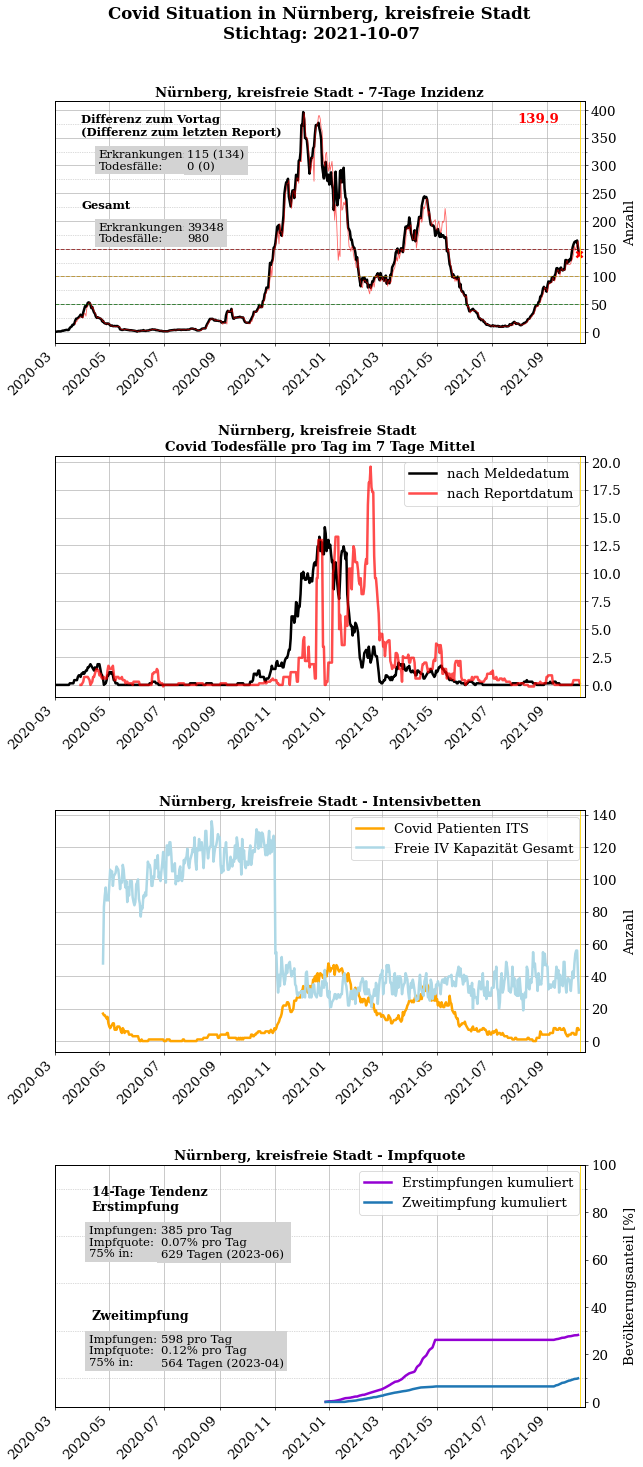 Covid Situation in Nürnberg, kreisfreie Stadt
Stichtag: 2021-10-07
Nürnberg, kreisfreie Stadt - 7-Tage Inzidenz
Differenz zum Vortag
(Differenz zum letzten Report)
Erkrankungen 115 (134)
Todesfälle: 0 (0)
Gesamt
Erkrankungen 39348
Todesfälle: 980
139.9
400
350
300
250
200
150
100
50
0
Anzahl
2020-03 2020-05 2020-07 2020-09 2020-11 2021-01 2021-03 2021-05 2021-07 2021-09
Nürnberg, kreisfreie Stadt
Covid Todesfälle pro Tag im 7 Tage Mittel
nach Meldedatum
nach Reportdatum
20.0
17.5
15.0
12.5
10.0
7.5
5.0
2.5
0.0
2020-03 2020-05 2020-07 2020-09 2020-11 2021-01 2021-03 2021-05 2021-07 2021-09
Nürnberg, kreisfreie Stadt - Intensivbetten
Covid Patienten ITS
Freie IV Kapazität Gesamt
140
120
100
80
60
40
20
0
Anzahl
2020-03 2020-05 2020-07 2020-09 2020-11 2021-01 2021-03 2021-05 2021-07 2021-09
Nürnberg, kreisfreie Stadt - Impfquote
14-Tage Tendenz
Erstimpfung
Impfungen: 385 pro Tag
Impfquote: 0.07% pro Tag
75% in: 629 Tagen (2023-06)
Zweitimpfung
Impfungen: 598 pro Tag
Impfquote: 0.12% pro Tag
75% in: 564 Tagen (2023-04)
Erstimpfungen kumuliert
Zweitimpfung kumuliert
100
80
60
40
20
0
Bevölkerungsanteil [%]
2020-03 2020-05 2020-07 2020-09 2020-11 2021-01 2021-03 2021-05 2021-07 2021-09